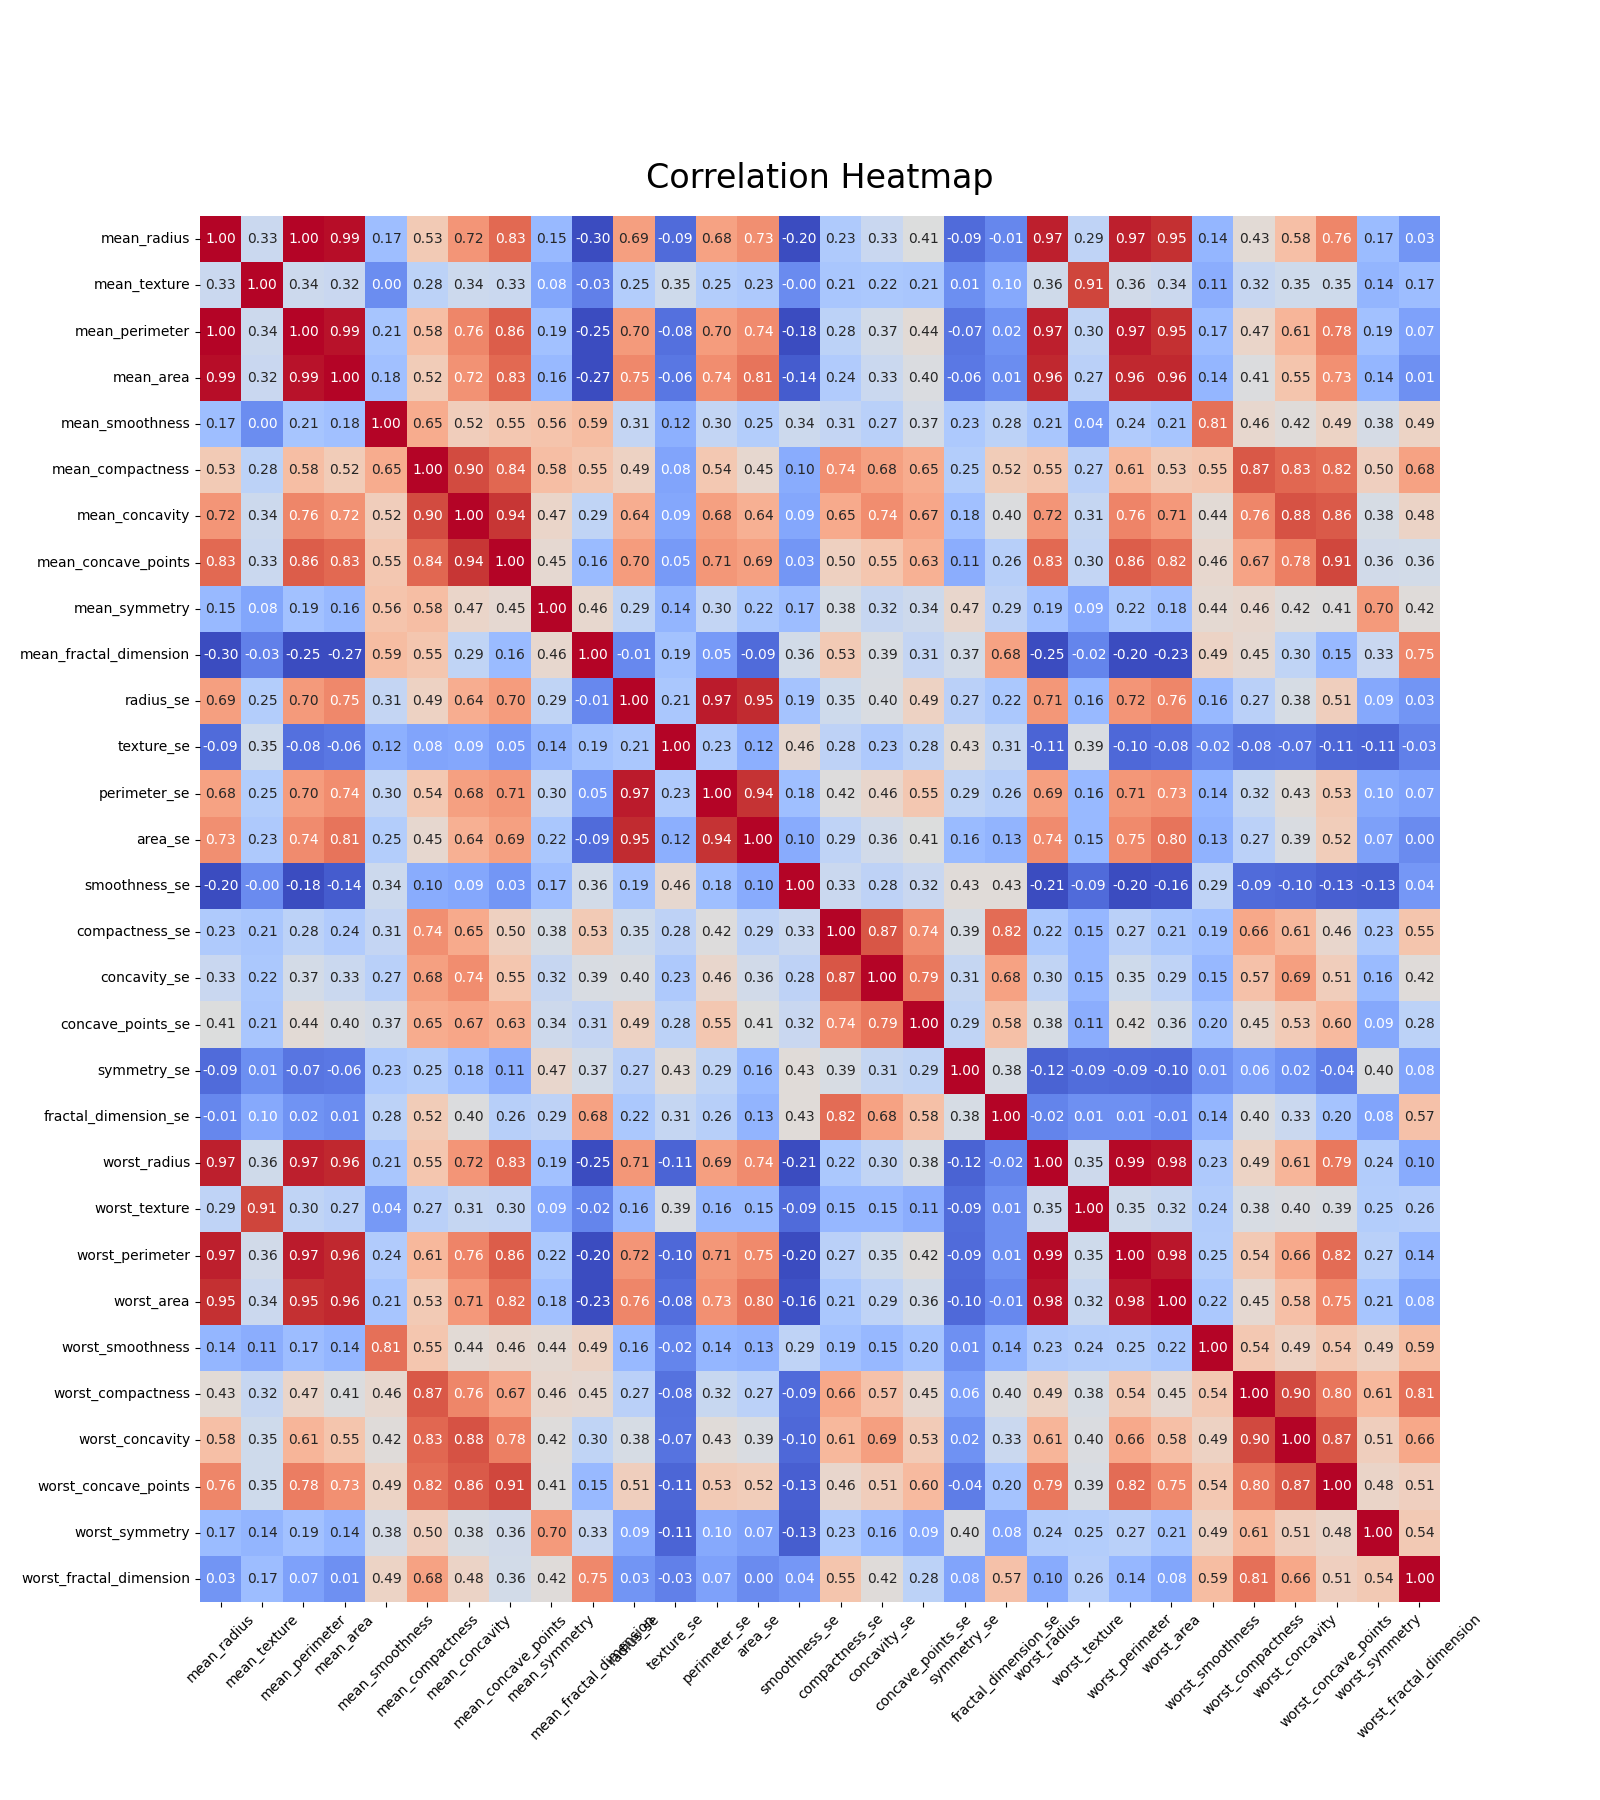 Correlation Heatmap
mean_radius 1.00 0.33 1.00 0.99 0.17 0.53 0.72 0.83 0.15 -0.30 0.69 -0.09 0.68 0.73 -0.20 0.23 0.33 0.41 -0.09 -0.01 0.97 0.29 0.97 0.95 0.14 0.43 0.58 0.76 0.17 0.03
mean_texture 0.33 1.00 0.34 0.32 0.00 0.28 0.34 0.33 0.08 -0.03 0.25 0.35 0.25 0.23 -0.00 0.21 0.22 0.21 0.01 0.10 0.36 0.91 0.36 0.34 0.11 0.32 0.35 0.35 0.14 0.17
mean_perimeter 1.00 0.34 1.00 0.99 0.21 0.58 0.76 0.86 0.19 -0.25 0.70 -0.08 0.70 0.74 -0.18 0.28 0.37 0.44 -0.07 0.02 0.97 0.30 0.97 0.95 0.17 0.47 0.61 0.78 0.19 0.07
mean_area 0.99 0.32 0.99 1.00 0.18 0.52 0.72 0.83 0.16 -0.27 0.75 -0.06 0.74 0.81 -0.14 0.24 0.33 0.40 -0.06 0.01 0.96 0.27 0.96 0.96 0.14 0.41 0.55 0.73 0.14 0.01
mean_smoothness 0.17 0.00 0.21 0.18 1.00 0.65 0.52 0.55 0.56 0.59 0.31 0.12 0.30 0.25 0.34 0.31 0.27 0.37 0.23 0.28 0.21 0.04 0.24 0.21 0.81 0.46 0.42 0.49 0.38 0.49
mean_compactness 0.53 0.28 0.58 0.52 0.65 1.00 0.90 0.84 0.58 0.55 0.49 0.08 0.54 0.45 0.10 0.74 0.68 0.65 0.25 0.52 0.55 0.27 0.61 0.53 0.55 0.87 0.83 0.82 0.50 0.68
mean_concavity 0.72 0.34 0.76 0.72 0.52 0.90 1.00 0.94 0.47 0.29 0.64 0.09 0.68 0.64 0.09 0.65 0.74 0.67 0.18 0.40 0.72 0.31 0.76 0.71 0.44 0.76 0.88 0.86 0.38 0.48
mean_concave_points 0.83 0.33 0.86 0.83 0.55 0.84 0.94 1.00 0.45 0.16 0.70 0.05 0.71 0.69 0.03 0.50 0.55 0.63 0.11 0.26 0.83 0.30 0.86 0.82 0.46 0.67 0.78 0.91 0.36 0.36
mean_symmetry 0.15 0.08 0.19 0.16 0.56 0.58 0.47 0.45 1.00 0.46 0.29 0.14 0.30 0.22 0.17 0.38 0.32 0.34 0.47 0.29 0.19 0.09 0.22 0.18 0.44 0.46 0.42 0.41 0.70 0.42
mean_fractal_dimension -0.30 -0.03 -0.25 -0.27 0.59 0.55 0.29 0.16 0.46 1.00 -0.01 0.19 0.05 -0.09 0.36 0.53 0.39 0.31 0.37 0.68 -0.25 -0.02 -0.20 -0.23 0.49 0.45 0.30 0.15 0.33 0.75
radius_se 0.69 0.25 0.70 0.75 0.31 0.49 0.64 0.70 0.29 -0.01 1.00 0.21 0.97 0.95 0.19 0.35 0.40 0.49 0.27 0.22 0.71 0.16 0.72 0.76 0.16 0.27 0.38 0.51 0.09 0.03
texture_se -0.09 0.35 -0.08 -0.06 0.12 0.08 0.09 0.05 0.14 0.19 0.21 1.00 0.23 0.12 0.46 0.28 0.23 0.28 0.43 0.31 -0.11 0.39 -0.10 -0.08 -0.02 -0.08 -0.07 -0.11 -0.11 -0.03
perimeter_se 0.68 0.25 0.70 0.74 0.30 0.54 0.68 0.71 0.30 0.05 0.97 0.23 1.00 0.94 0.18 0.42 0.46 0.55 0.29 0.26 0.69 0.16 0.71 0.73 0.14 0.32 0.43 0.53 0.10 0.07
area_se 0.73 0.23 0.74 0.81 0.25 0.45 0.64 0.69 0.22 -0.09 0.95 0.12 0.94 1.00 0.10 0.29 0.36 0.41 0.16 0.13 0.74 0.15 0.75 0.80 0.13 0.27 0.39 0.52 0.07 0.00
smoothness_se -0.20 -0.00 -0.18 -0.14 0.34 0.10 0.09 0.03 0.17 0.36 0.19 0.46 0.18 0.10 1.00 0.33 0.28 0.32 0.43 0.43 -0.21 -0.09 -0.20 -0.16 0.29 -0.09 -0.10 -0.13 -0.13 0.04
compactness_se 0.23 0.21 0.28 0.24 0.31 0.74 0.65 0.50 0.38 0.53 0.35 0.28 0.42 0.29 0.33 1.00 0.87 0.74 0.39 0.82 0.22 0.15 0.27 0.21 0.19 0.66 0.61 0.46 0.23 0.55
concavity_se 0.33 0.22 0.37 0.33 0.27 0.68 0.74 0.55 0.32 0.39 0.40 0.23 0.46 0.36 0.28 0.87 1.00 0.79 0.31 0.68 0.30 0.15 0.35 0.29 0.15 0.57 0.69 0.51 0.16 0.42
concave_points_se 0.41 0.21 0.44 0.40 0.37 0.65 0.67 0.63 0.34 0.31 0.49 0.28 0.55 0.41 0.32 0.74 0.79 1.00 0.29 0.58 0.38 0.11 0.42 0.36 0.20 0.45 0.53 0.60 0.09 0.28
symmetry_se -0.09 0.01 -0.07 -0.06 0.23 0.25 0.18 0.11 0.47 0.37 0.27 0.43 0.29 0.16 0.43 0.39 0.31 0.29 1.00 0.38 -0.12 -0.09 -0.09 -0.10 0.01 0.06 0.02 -0.04 0.40 0.08
fractal_dimension_se -0.01 0.10 0.02 0.01 0.28 0.52 0.40 0.26 0.29 0.68 0.22 0.31 0.26 0.13 0.43 0.82 0.68 0.58 0.38 1.00 -0.02 0.01 0.01 -0.01 0.14 0.40 0.33 0.20 0.08 0.57
worst_radius 0.97 0.36 0.97 0.96 0.21 0.55 0.72 0.83 0.19 -0.25 0.71 -0.11 0.69 0.74 -0.21 0.22 0.30 0.38 -0.12 -0.02 1.00 0.35 0.99 0.98 0.23 0.49 0.61 0.79 0.24 0.10
worst_texture 0.29 0.91 0.30 0.27 0.04 0.27 0.31 0.30 0.09 -0.02 0.16 0.39 0.16 0.15 -0.09 0.15 0.15 0.11 -0.09 0.01 0.35 1.00 0.35 0.32 0.24 0.38 0.40 0.39 0.25 0.26
worst_perimeter 0.97 0.36 0.97 0.96 0.24 0.61 0.76 0.86 0.22 -0.20 0.72 -0.10 0.71 0.75 -0.20 0.27 0.35 0.42 -0.09 0.01 0.99 0.35 1.00 0.98 0.25 0.54 0.66 0.82 0.27 0.14
worst_area 0.95 0.34 0.95 0.96 0.21 0.53 0.71 0.82 0.18 -0.23 0.76 -0.08 0.73 0.80 -0.16 0.21 0.29 0.36 -0.10 -0.01 0.98 0.32 0.98 1.00 0.22 0.45 0.58 0.75 0.21 0.08
worst_smoothness 0.14 0.11 0.17 0.14 0.81 0.55 0.44 0.46 0.44 0.49 0.16 -0.02 0.14 0.13 0.29 0.19 0.15 0.20 0.01 0.14 0.23 0.24 0.25 0.22 1.00 0.54 0.49 0.54 0.49 0.59
worst_compactness 0.43 0.32 0.47 0.41 0.46 0.87 0.76 0.67 0.46 0.45 0.27 -0.08 0.32 0.27 -0.09 0.66 0.57 0.45 0.06 0.40 0.49 0.38 0.54 0.45 0.54 1.00 0.90 0.80 0.61 0.81
worst_concavity 0.58 0.35 0.61 0.55 0.42 0.83 0.88 0.78 0.42 0.30 0.38 -0.07 0.43 0.39 -0.10 0.61 0.69 0.53 0.02 0.33 0.61 0.40 0.66 0.58 0.49 0.90 1.00 0.87 0.51 0.66
worst_concave_points 0.76 0.35 0.78 0.73 0.49 0.82 0.86 0.91 0.41 0.15 0.51 -0.11 0.53 0.52 -0.13 0.46 0.51 0.60 -0.04 0.20 0.79 0.39 0.82 0.75 0.54 0.80 0.87 1.00 0.48 0.51
worst_symmetry 0.17 0.14 0.19 0.14 0.38 0.50 0.38 0.36 0.70 0.33 0.09 -0.11 0.10 0.07 -0.13 0.23 0.16 0.09 0.40 0.08 0.24 0.25 0.27 0.21 0.49 0.61 0.51 0.48 1.00 0.54
worst_fractal_dimension 0.03 0.17 0.07 0.01 0.49 0.68 0.48 0.36 0.42 0.75 0.03 -0.03 0.07 0.00 0.04 0.55 0.42 0.28 0.08 0.57 0.10 0.26 0.14 0.08 0.59 0.81 0.66 0.51 0.54 1.00
mean_radius
mean_texture
mean_perimeter
mean_area
mean_smoothness
mean_compactness
mean_concavity
mean_concave_points
mean_symmetry
mean_fractal_dimension
radius_se
texture_se
perimeter_se
area_se
smoothness_se
compactness_se
concavity_se
concave_points_se
symmetry_se
fractal_dimension_se
worst_radius
worst_texture
worst_perimeter
worst_area
worst_smoothness
worst_compactness
worst_concavity
worst_concave_points
worst_symmetry
worst_fractal_dimension